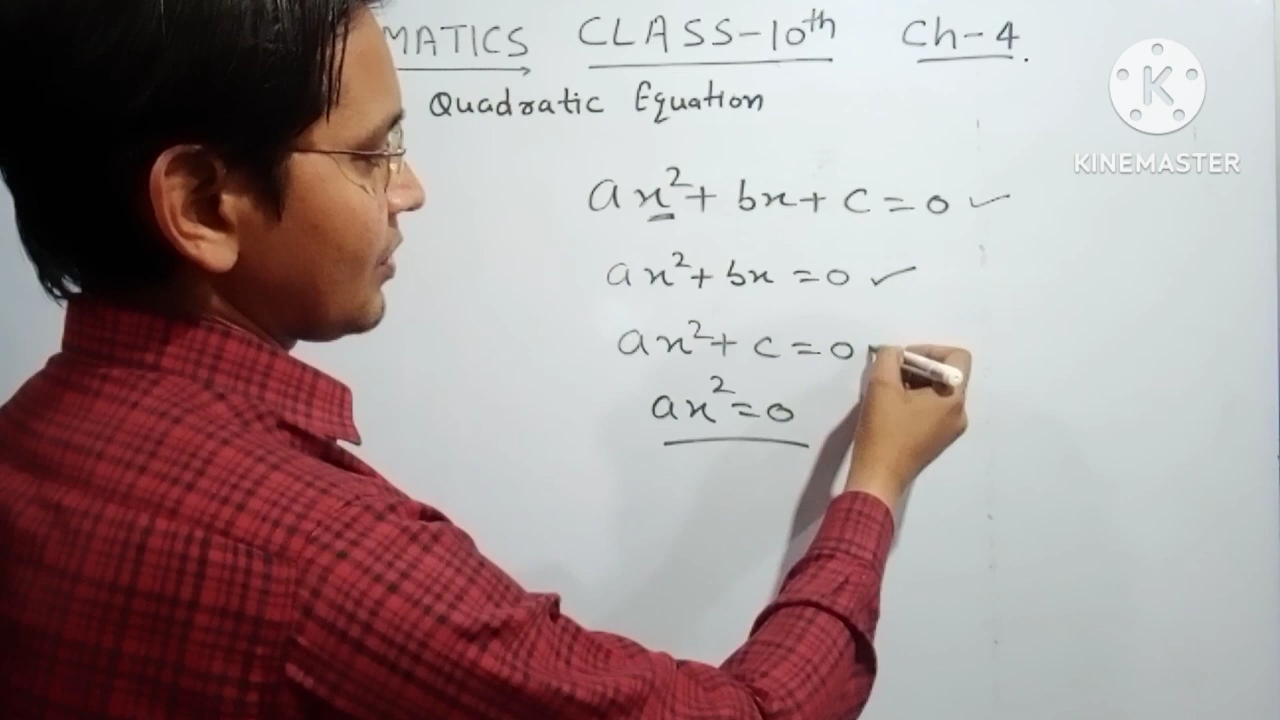 MATICS CLASS-10th Ch-4.
Quadratic Equation
ax²+ bx + c = 0 ✓
ax²+ bx = 0 ✓
ax²+ c = 0
ax² = 0
K
KINEMASTER